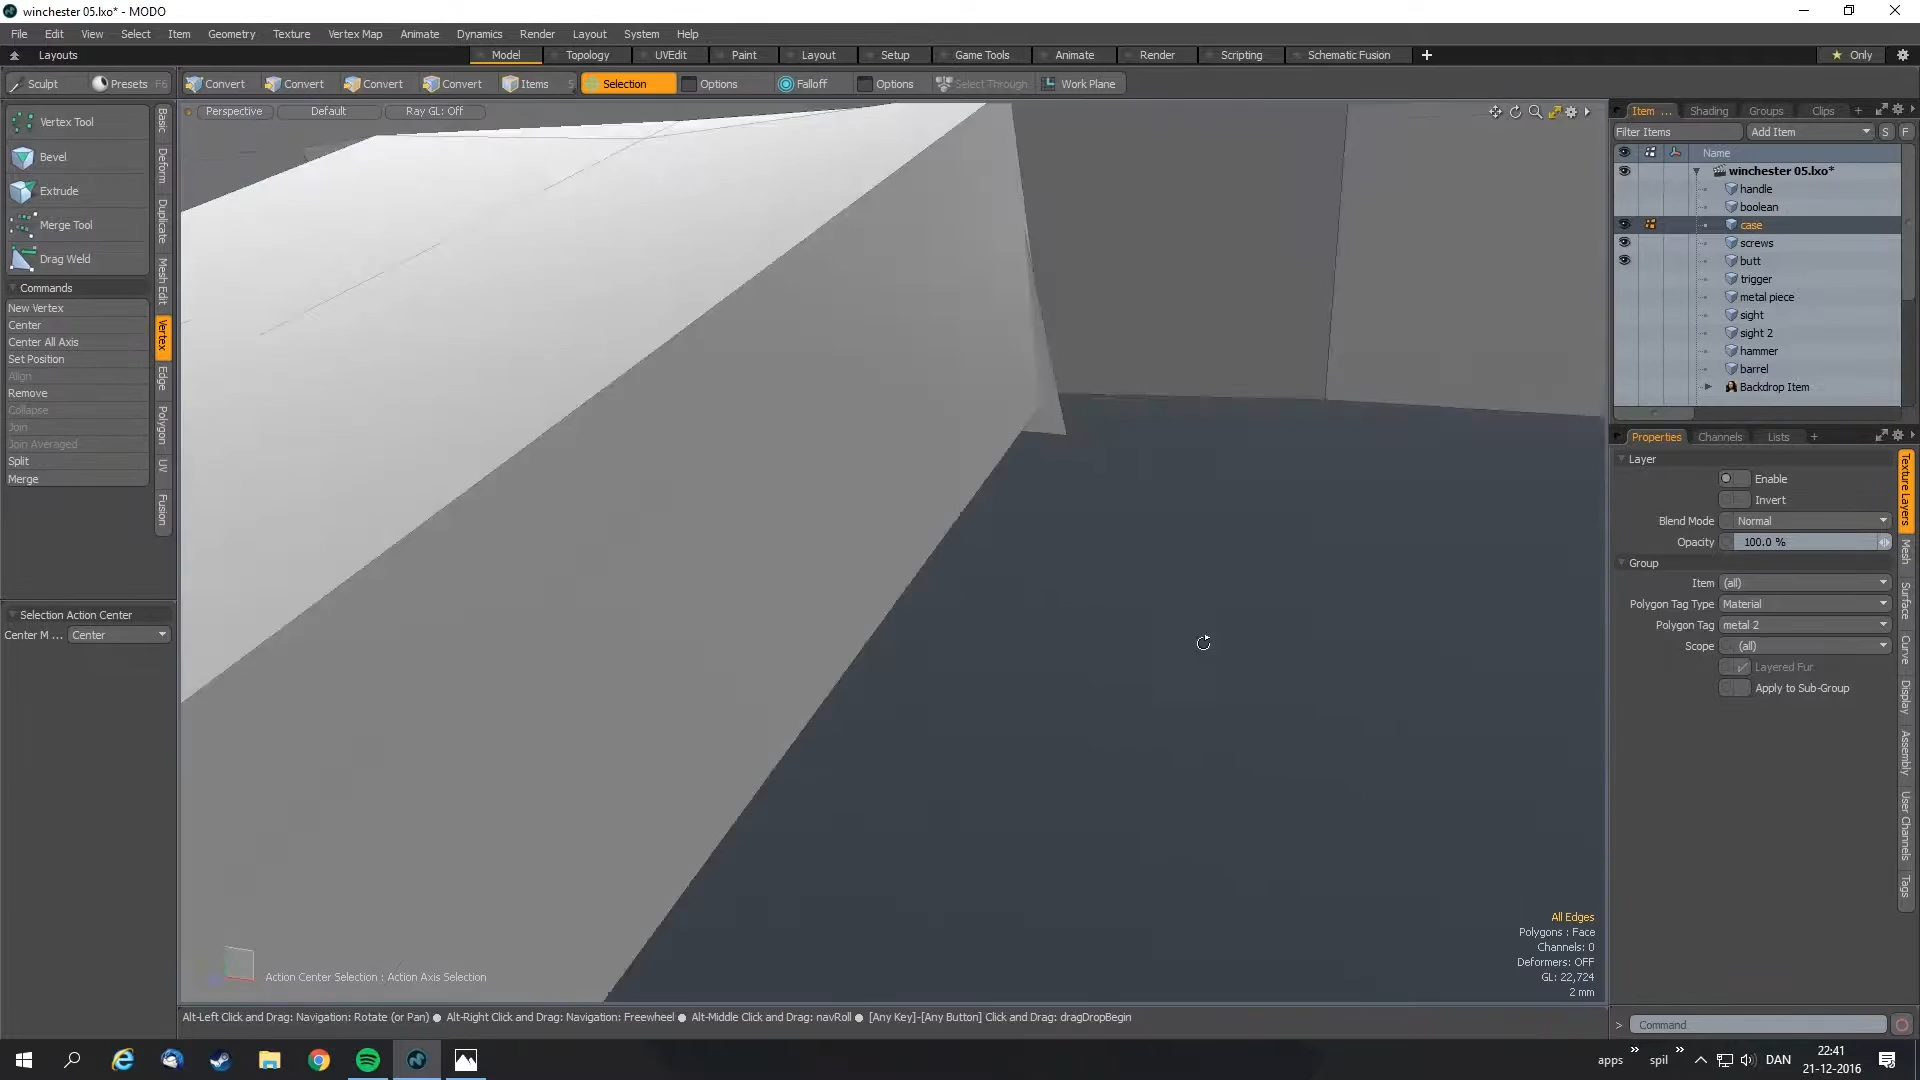 winchester 05.lxo* - MODO
File Edit View Select Item Geometry Texture Vertex Map Animate Dynamics Render Layout System Help
Layouts Model Topology UVEdit Paint Layout Setup Game Tools Animate Render Scripting Schematic Fusion Only
Sculpt Presets F6 Convert Convert Convert Convert Items S Selection Options Falloff Options Select Through Work Plane
Perspective Default Ray GL: Off
Vertex Tool
Bevel
Extrude
Merge Tool
Drag Weld
Commands
New Vertex
Center
Center All Axis
Set Position
Align
Remove
Collapse
Join
Join Averaged
Split
Merge
Basic
Deform
Duplicate
Mesh Edit
Vertex
Edge
Polygon
UV
Fusion
Selection Action Center
Center M ... Center
Action Center Selection : Action Axis Selection
All Edges
Polygons : Face
Channels: 0
Deformers: OFF
GL: 22,724
2 mm
Alt-Left Click and Drag: Navigation: Rotate (or Pan) ● Alt-Right Click and Drag: Navigation: Freewheel ● Alt-Middle Click and Drag: navRoll ● [Any Key]-[Any Button] Click and Drag: dragDropBegin
Item ... Shading Groups Clips +
Filter Items Add Item S F
Name
winchester 05.lxo*
handle
boolean
case
screws
butt
trigger
metal piece
sight
sight 2
hammer
barrel
Backdrop Item
Properties Channels Lists +
Layer
Enable
Invert
Blend Mode Normal
Opacity 100.0 %
Group
Item (all)
Polygon Tag Type Material
Polygon Tag metal 2
Scope (all)
Layered Fur
Apply to Sub-Group
Texture Layers
Mesh
Surface
Curve
Display
Assembly
User Channels
Tags
> Command
apps » spil » DAN 22:41
21-12-2016